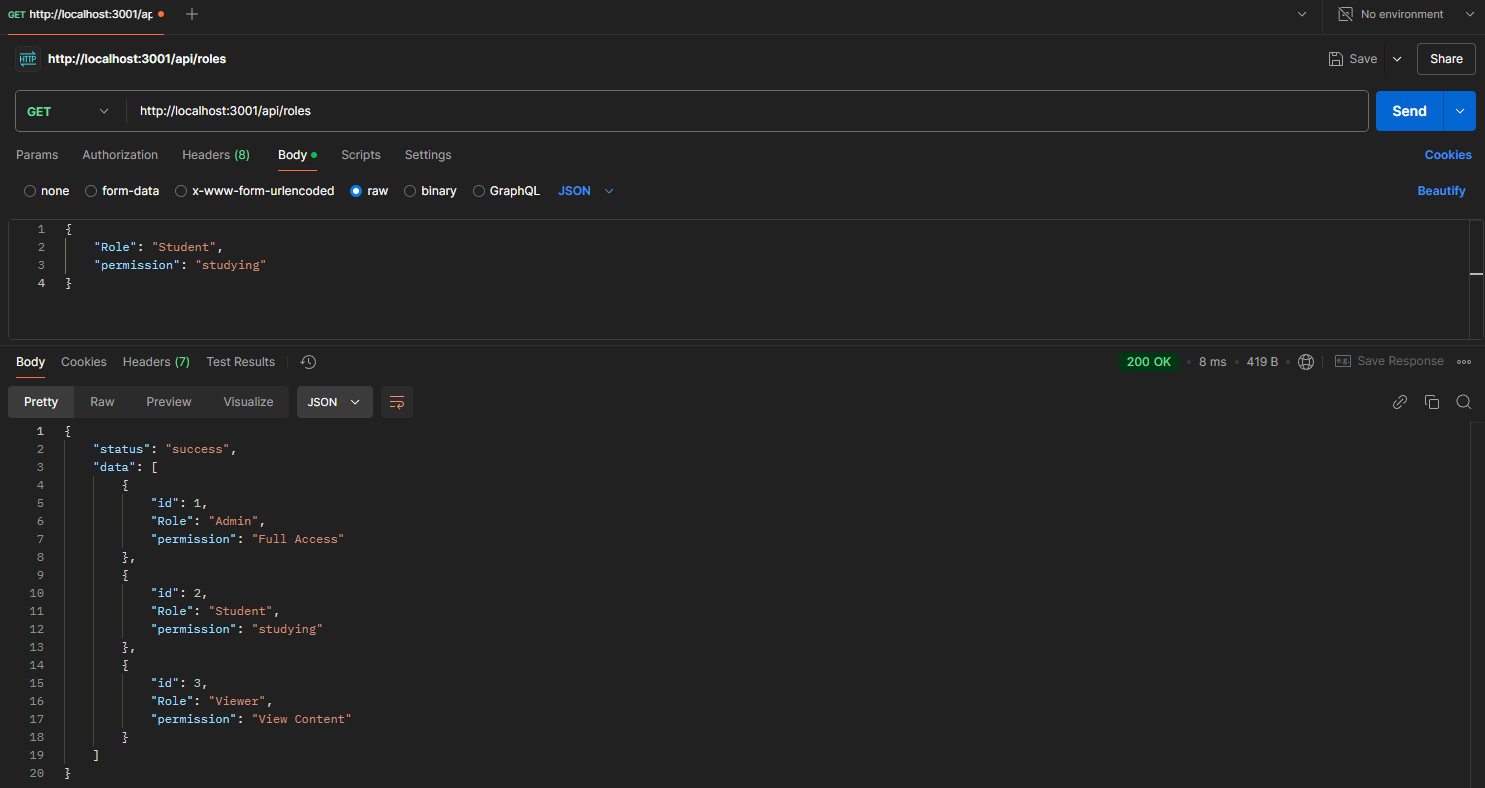 GET http://localhost:3001/ap
No environment
HTTP http://localhost:3001/api/roles
Save
Share
GET http://localhost:3001/api/roles
Send
Params Authorization Headers (8) Body Scripts Settings
Cookies
none form-data x-www-form-urlencoded raw binary GraphQL JSON
Beautify
1 {
2 "Role": "Student",
3 "permission": "studying"
4 }
Body Cookies Headers (7) Test Results
200 OK • 8 ms • 419 B
e.g. Save Response
Pretty Raw Preview Visualize JSON
1 {
2 "status": "success",
3 "data": [
4 {
5 "id": 1,
6 "Role": "Admin",
7 "permission": "Full Access"
8 },
9 {
10 "id": 2,
11 "Role": "Student",
12 "permission": "studying"
13 },
14 {
15 "id": 3,
16 "Role": "Viewer",
17 "permission": "View Content"
18 }
19 ]
20 }